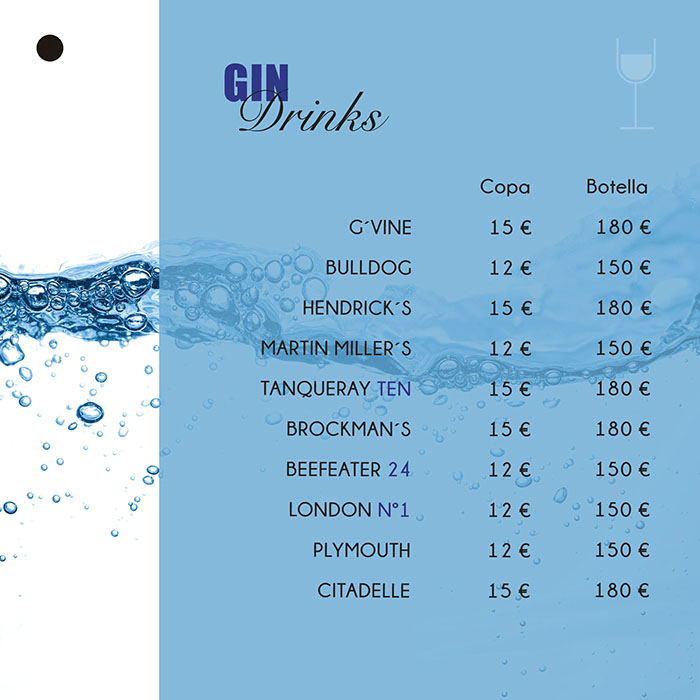 GIN
Drinks
Copa Botella
G´VINE 15 € 180 €
BULLDOG 12 € 150 €
HENDRICK´S 15 € 180 €
MARTIN MILLER´S 12 € 150 €
TANQUERAY TEN 15 € 180 €
BROCKMAN´S 15 € 180 €
BEEFEATER 24 12 € 150 €
LONDON Nº1 12 € 150 €
PLYMOUTH 12 € 150 €
CITADELLE 15 € 180 €